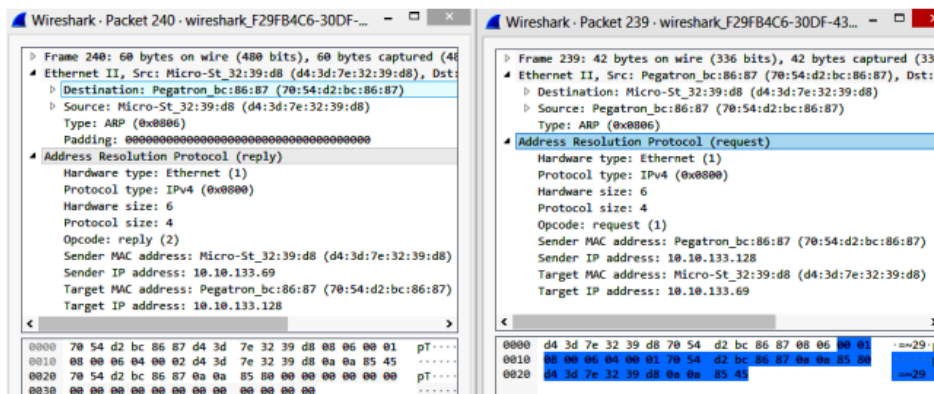 Wireshark · Packet 240 · wireshark_F29FB4C6-30DF-...
Frame 240: 60 bytes on wire (480 bits), 60 bytes captured (48
Ethernet II, Src: Micro-St_32:39:d8 (d4:3d:7e:32:39:d8), Dst:
Destination: Pegatron_bc:86:87 (70:54:d2:bc:86:87)
Source: Micro-St_32:39:d8 (d4:3d:7e:32:39:d8)
Type: ARP (0x0806)
Padding: 000000000000000000000000000000000000
Address Resolution Protocol (reply)
Hardware type: Ethernet (1)
Protocol type: IPv4 (0x0800)
Hardware size: 6
Protocol size: 4
Opcode: reply (2)
Sender MAC address: Micro-St_32:39:d8 (d4:3d:7e:32:39:d8)
Sender IP address: 10.10.133.69
Target MAC address: Pegatron_bc:86:87 (70:54:d2:bc:86:87)
Target IP address: 10.10.133.128
0000 70 54 d2 bc 86 87 d4 3d 7e 32 39 d8 08 06 00 01 pT····
0010 08 00 06 04 00 02 d4 3d 7e 32 39 d8 0a 0a 85 45 ······
0020 70 54 d2 bc 86 87 0a 0a 85 80 00 00 00 00 00 00 pT····
0030 00 00 00 00 00 00 00 00 00 00 00 00 ······
Wireshark · Packet 239 · wireshark_F29FB4C6-30DF-43...
Frame 239: 42 bytes on wire (336 bits), 42 bytes captured (33
Ethernet II, Src: Pegatron_bc:86:87 (70:54:d2:bc:86:87), Dst:
Destination: Micro-St_32:39:d8 (d4:3d:7e:32:39:d8)
Source: Pegatron_bc:86:87 (70:54:d2:bc:86:87)
Type: ARP (0x0806)
Address Resolution Protocol (request)
Hardware type: Ethernet (1)
Protocol type: IPv4 (0x0800)
Hardware size: 6
Protocol size: 4
Opcode: request (1)
Sender MAC address: Pegatron_bc:86:87 (70:54:d2:bc:86:87)
Sender IP address: 10.10.133.128
Target MAC address: Micro-St_32:39:d8 (d4:3d:7e:32:39:d8)
Target IP address: 10.10.133.69
0000 d4 3d 7e 32 39 d8 70 54 d2 bc 86 87 08 06 00 01 ·=~29·p
0010 08 00 06 04 00 01 70 54 d2 bc 86 87 0a 0a 85 80
0020 d4 3d 7e 32 39 d8 0a 0a 85 45 ·=~29